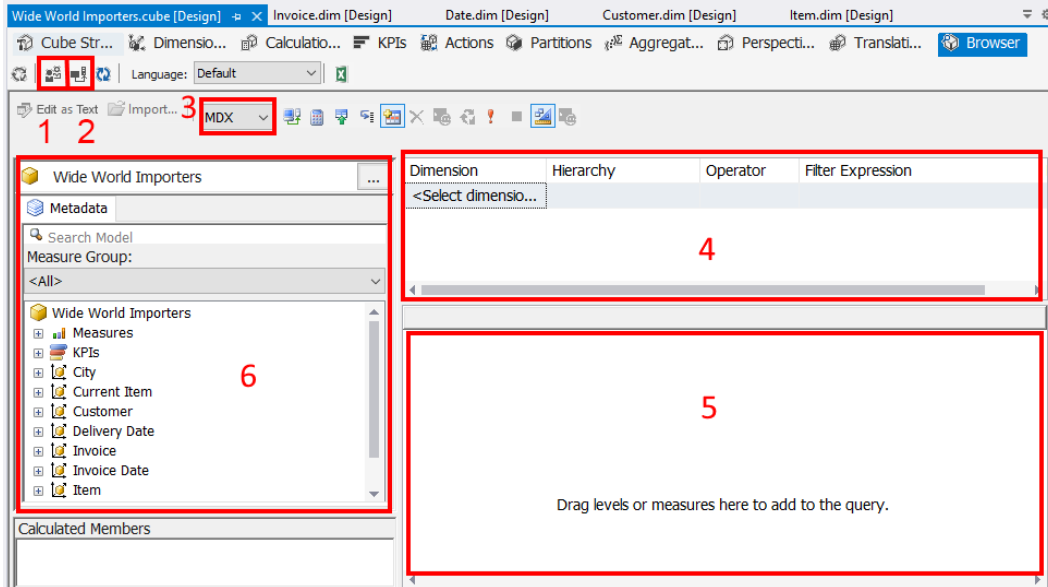 Wide World Importers.cube [Design] Invoice.dim [Design] Date.dim [Design] Customer.dim [Design] Item.dim [Design]
Cube Str... Dimensio... Calculatio... KPIs Actions Partitions Aggregat... Perspecti... Translati... Browser
Language: Default
Edit as Text Import... 3 MDX
1 2
Wide World Importers ...
Metadata
Search Model
Measure Group:
<All>
Wide World Importers
Measures
KPIs
City
Current Item
Customer
Delivery Date
Invoice
Invoice Date
Item
6
Calculated Members
Dimension Hierarchy Operator Filter Expression
<Select dimensio...
4
5
Drag levels or measures here to add to the query.